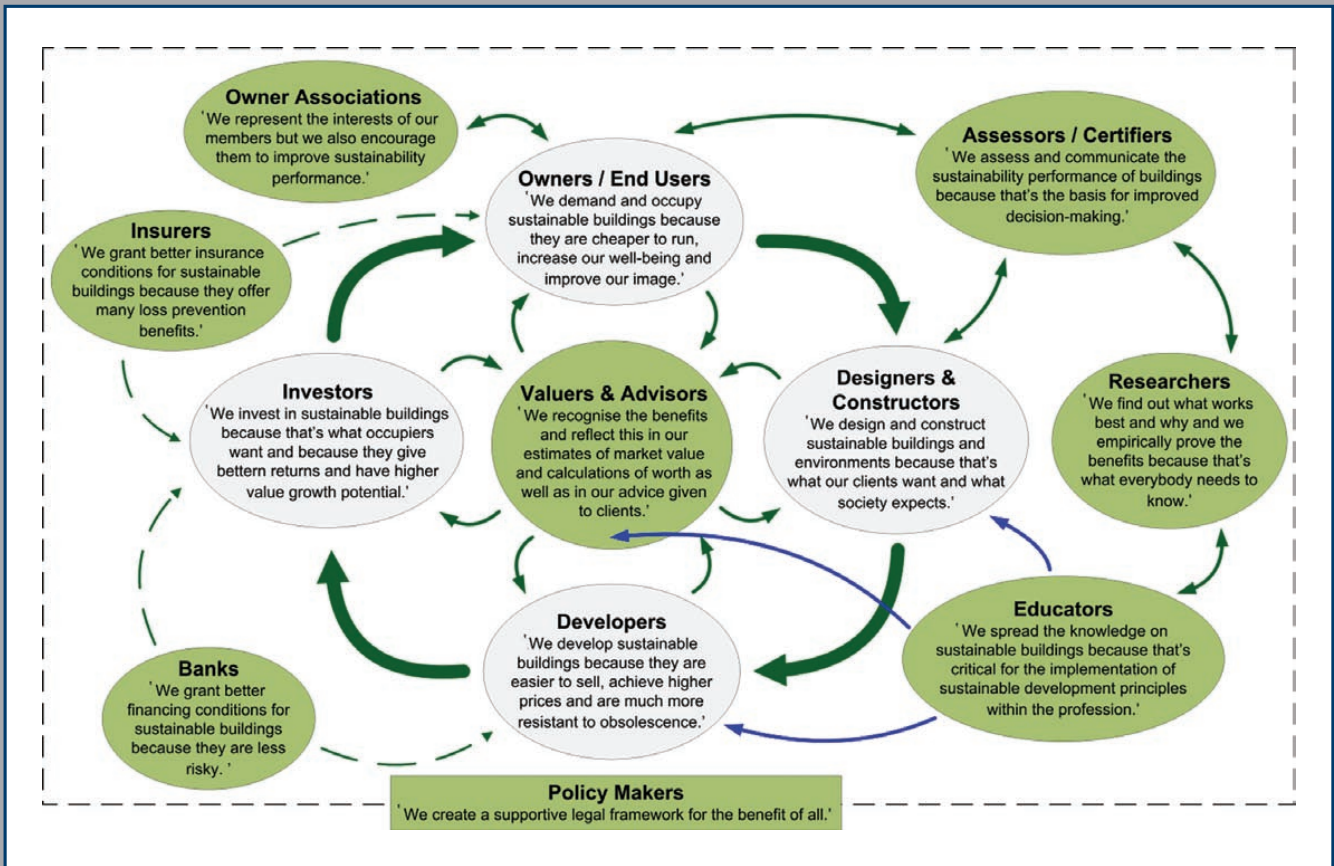 Owner Associations
'We represent the interests of our
members but we also encourage
them to improve sustainability
performance.'
Owners / End Users
'We demand and occupy
sustainable buildings because
they are cheaper to run,
increase our well-being and
improve our image.'
Assessors / Certifiers
'We assess and communicate the
sustainability performance of buildings
because that's the basis for improved
decision-making.'
Insurers
'We grant better insurance
conditions for sustainable
buildings because they offer
many loss prevention
benefits.'
Investors
'We invest in sustainable buildings
because that's what occupiers
want and because they give
bettern returns and have higher
value growth potential.'
Valuers & Advisors
'We recognise the benefits
and reflect this in our
estimates of market value
and calculations of worth as
well as in our advice given
to clients.'
Designers &
Constructors
'We design and construct
sustainable buildings and
environments because that's
what our clients want and what
society expects.'
Researchers
'We find out what works
best and why and we
empirically prove the
benefits because that's
what everybody needs to
know.'
Banks
'We grant better
financing conditions for
sustainable buildings
because they are less
risky. '
Developers
'We develop sustainable
buildings because they are
easier to sell, achieve higher
prices and are much more
resistant to obsolescence.'
Educators
'We spread the knowledge on
sustainable buildings because that's
critical for the implementation of
sustainable development principles
within the profession.'
Policy Makers
'We create a supportive legal framework for the benefit of all.'